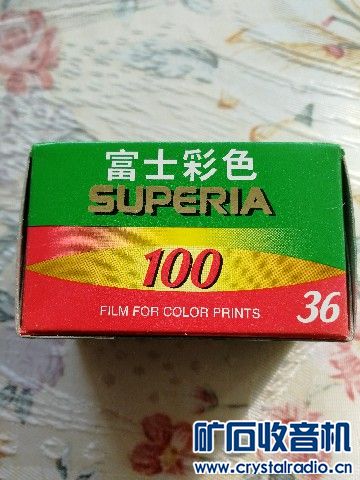 富士彩色
SUPERIA
100
FILM FOR COLOR PRINTS
36
矿石收音机
www.crystalradio.cn